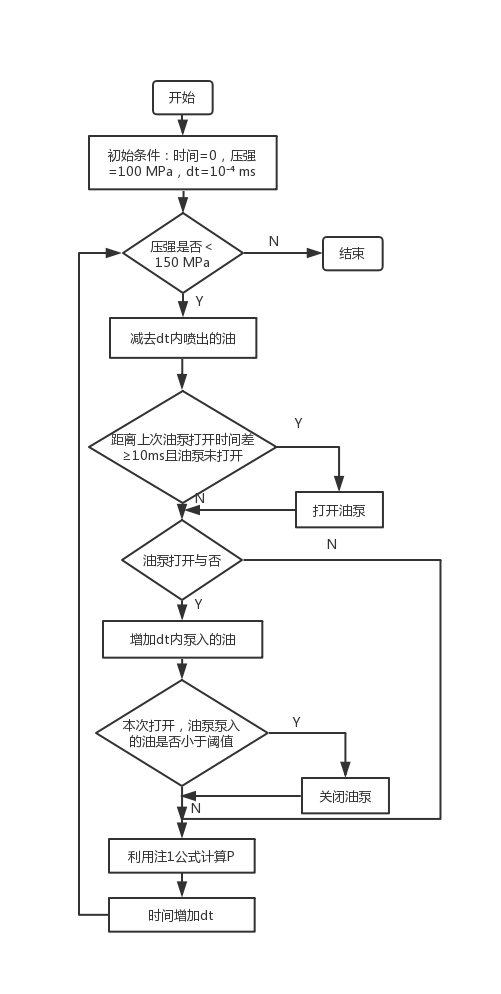 开始
初始条件：时间=0，压强
=100 MPa，dt=10⁻⁴ ms
压强是否＜
150 MPa
N
结束
Y
减去dt内喷出的油
距离上次油泵打开时间差
≥10ms且油泵未打开
Y
N
打开油泵
油泵打开与否
N
Y
增加dt内泵入的油
本次打开，油泵泵入
的油是否小于阈值
Y
关闭油泵
N
利用注1公式计算P
时间增加dt